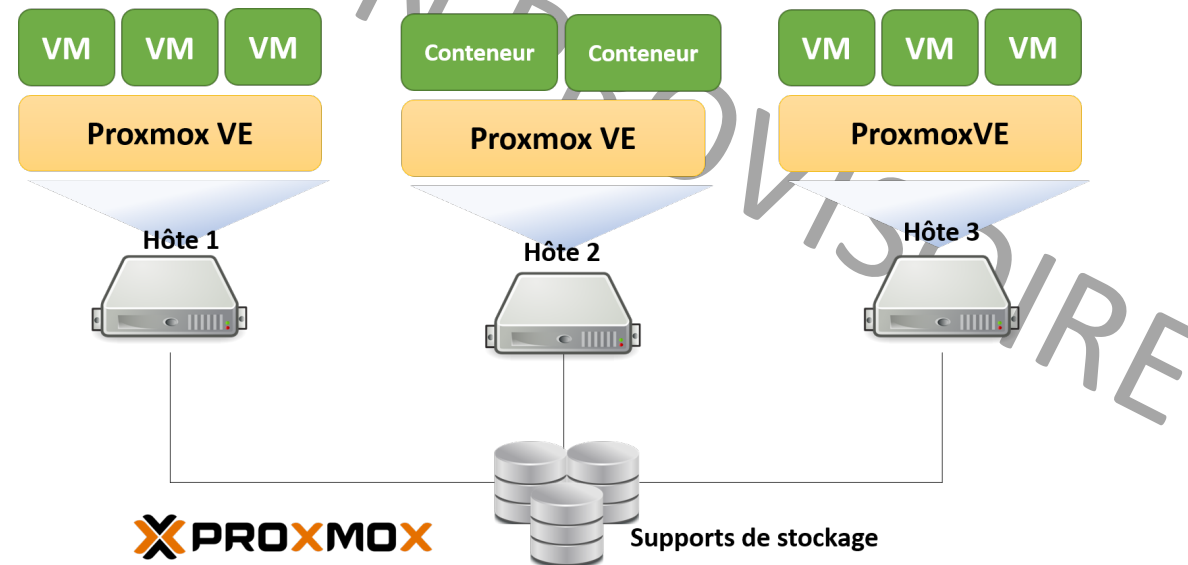 VM VM VM
Conteneur Conteneur
VM VM VM
Proxmox VE
Proxmox VE
ProxmoxVE
Hôte 1
Hôte 2
Hôte 3
PROXMOX
Supports de stockage
N PROVISOIRE